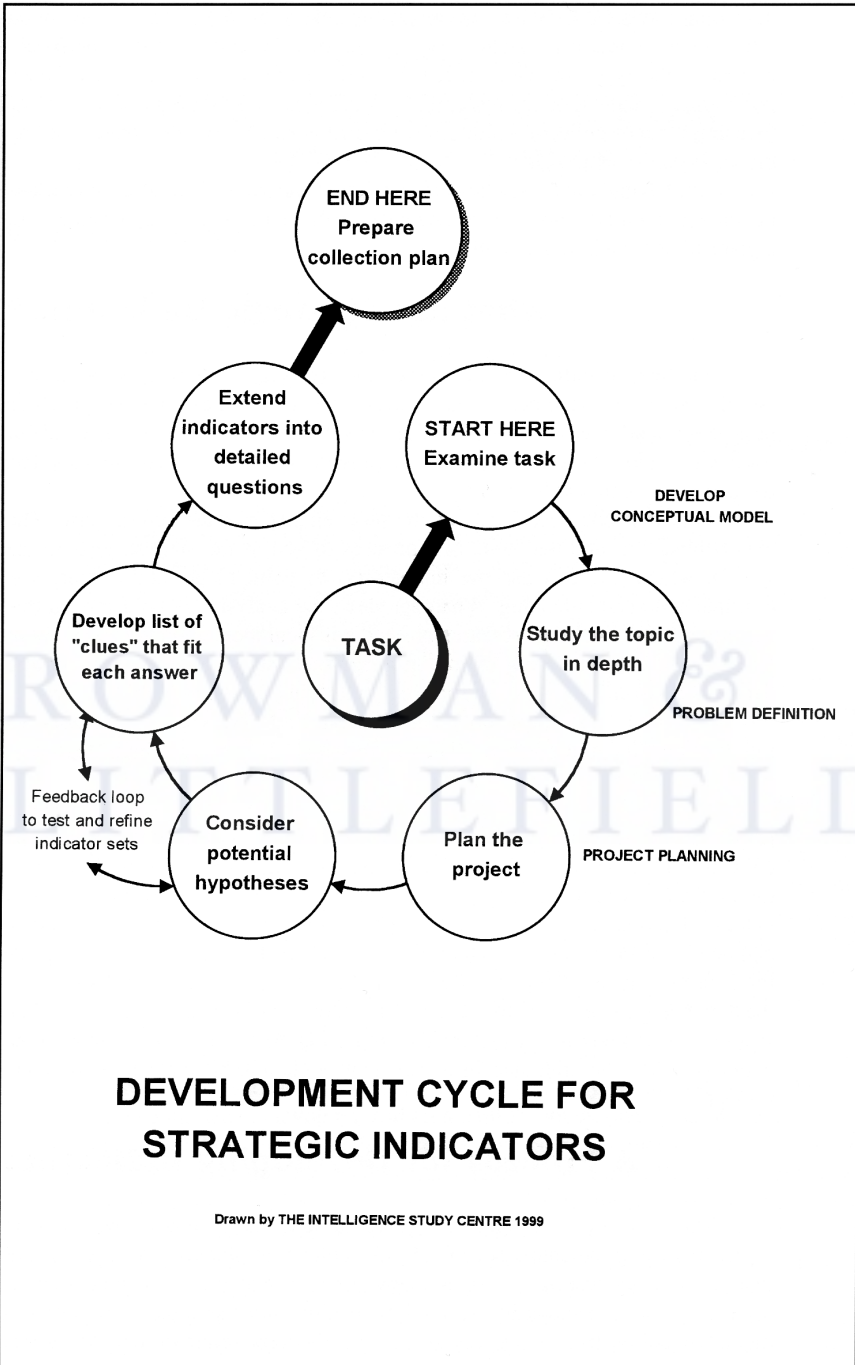 END HERE
Prepare
collection plan
Extend
indicators into
detailed
questions
START HERE
Examine task
DEVELOP
CONCEPTUAL MODEL
Develop list of
"clues" that fit
each answer
TASK
Study the topic
in depth
PROBLEM DEFINITION
ROWMAN &
LITTLEFIELD
Feedback loop
to test and refine
indicator sets
Consider
potential
hypotheses
Plan the
project
PROJECT PLANNING
DEVELOPMENT CYCLE FOR
STRATEGIC INDICATORS
Drawn by THE INTELLIGENCE STUDY CENTRE 1999